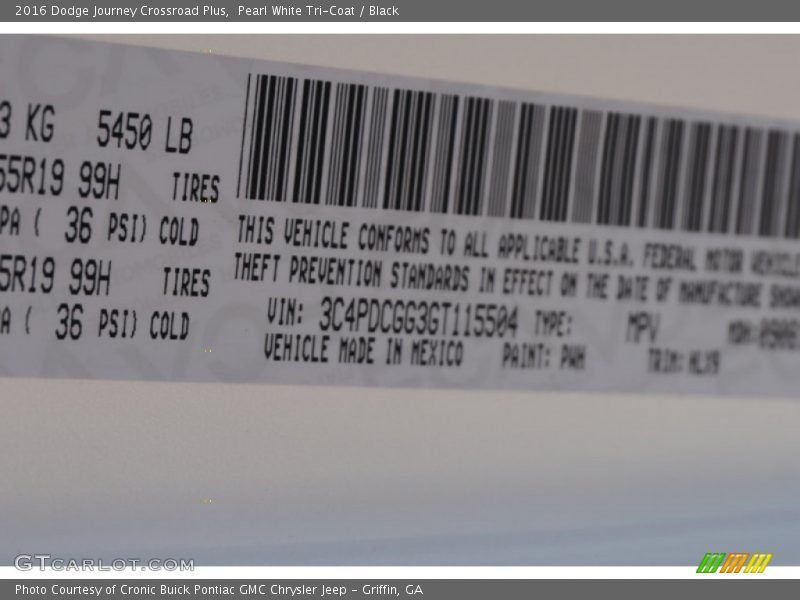 2016 Dodge Journey Crossroad Plus, Pearl White Tri-Coat / Black
3 KG 5450 LB
55R19 99H TIRES
PA ( 36 PSI) COLD
5R19 99H TIRES
A ( 36 PSI) COLD
THIS VEHICLE CONFORMS TO ALL APPLICABLE U.S.A. FEDERAL MOTOR VEHICLE
THEFT PREVENTION STANDARDS IN EFFECT ON THE DATE OF MANUFACTURE SHOW
VIN: 3C4PDCGG3GT115504 TYPE: MPV MDH:
VEHICLE MADE IN MEXICO PAINT: PWH TRIM:
GTCARLOT.COM
Photo Courtesy of Cronic Buick Pontiac GMC Chrysler Jeep - Griffin, GA